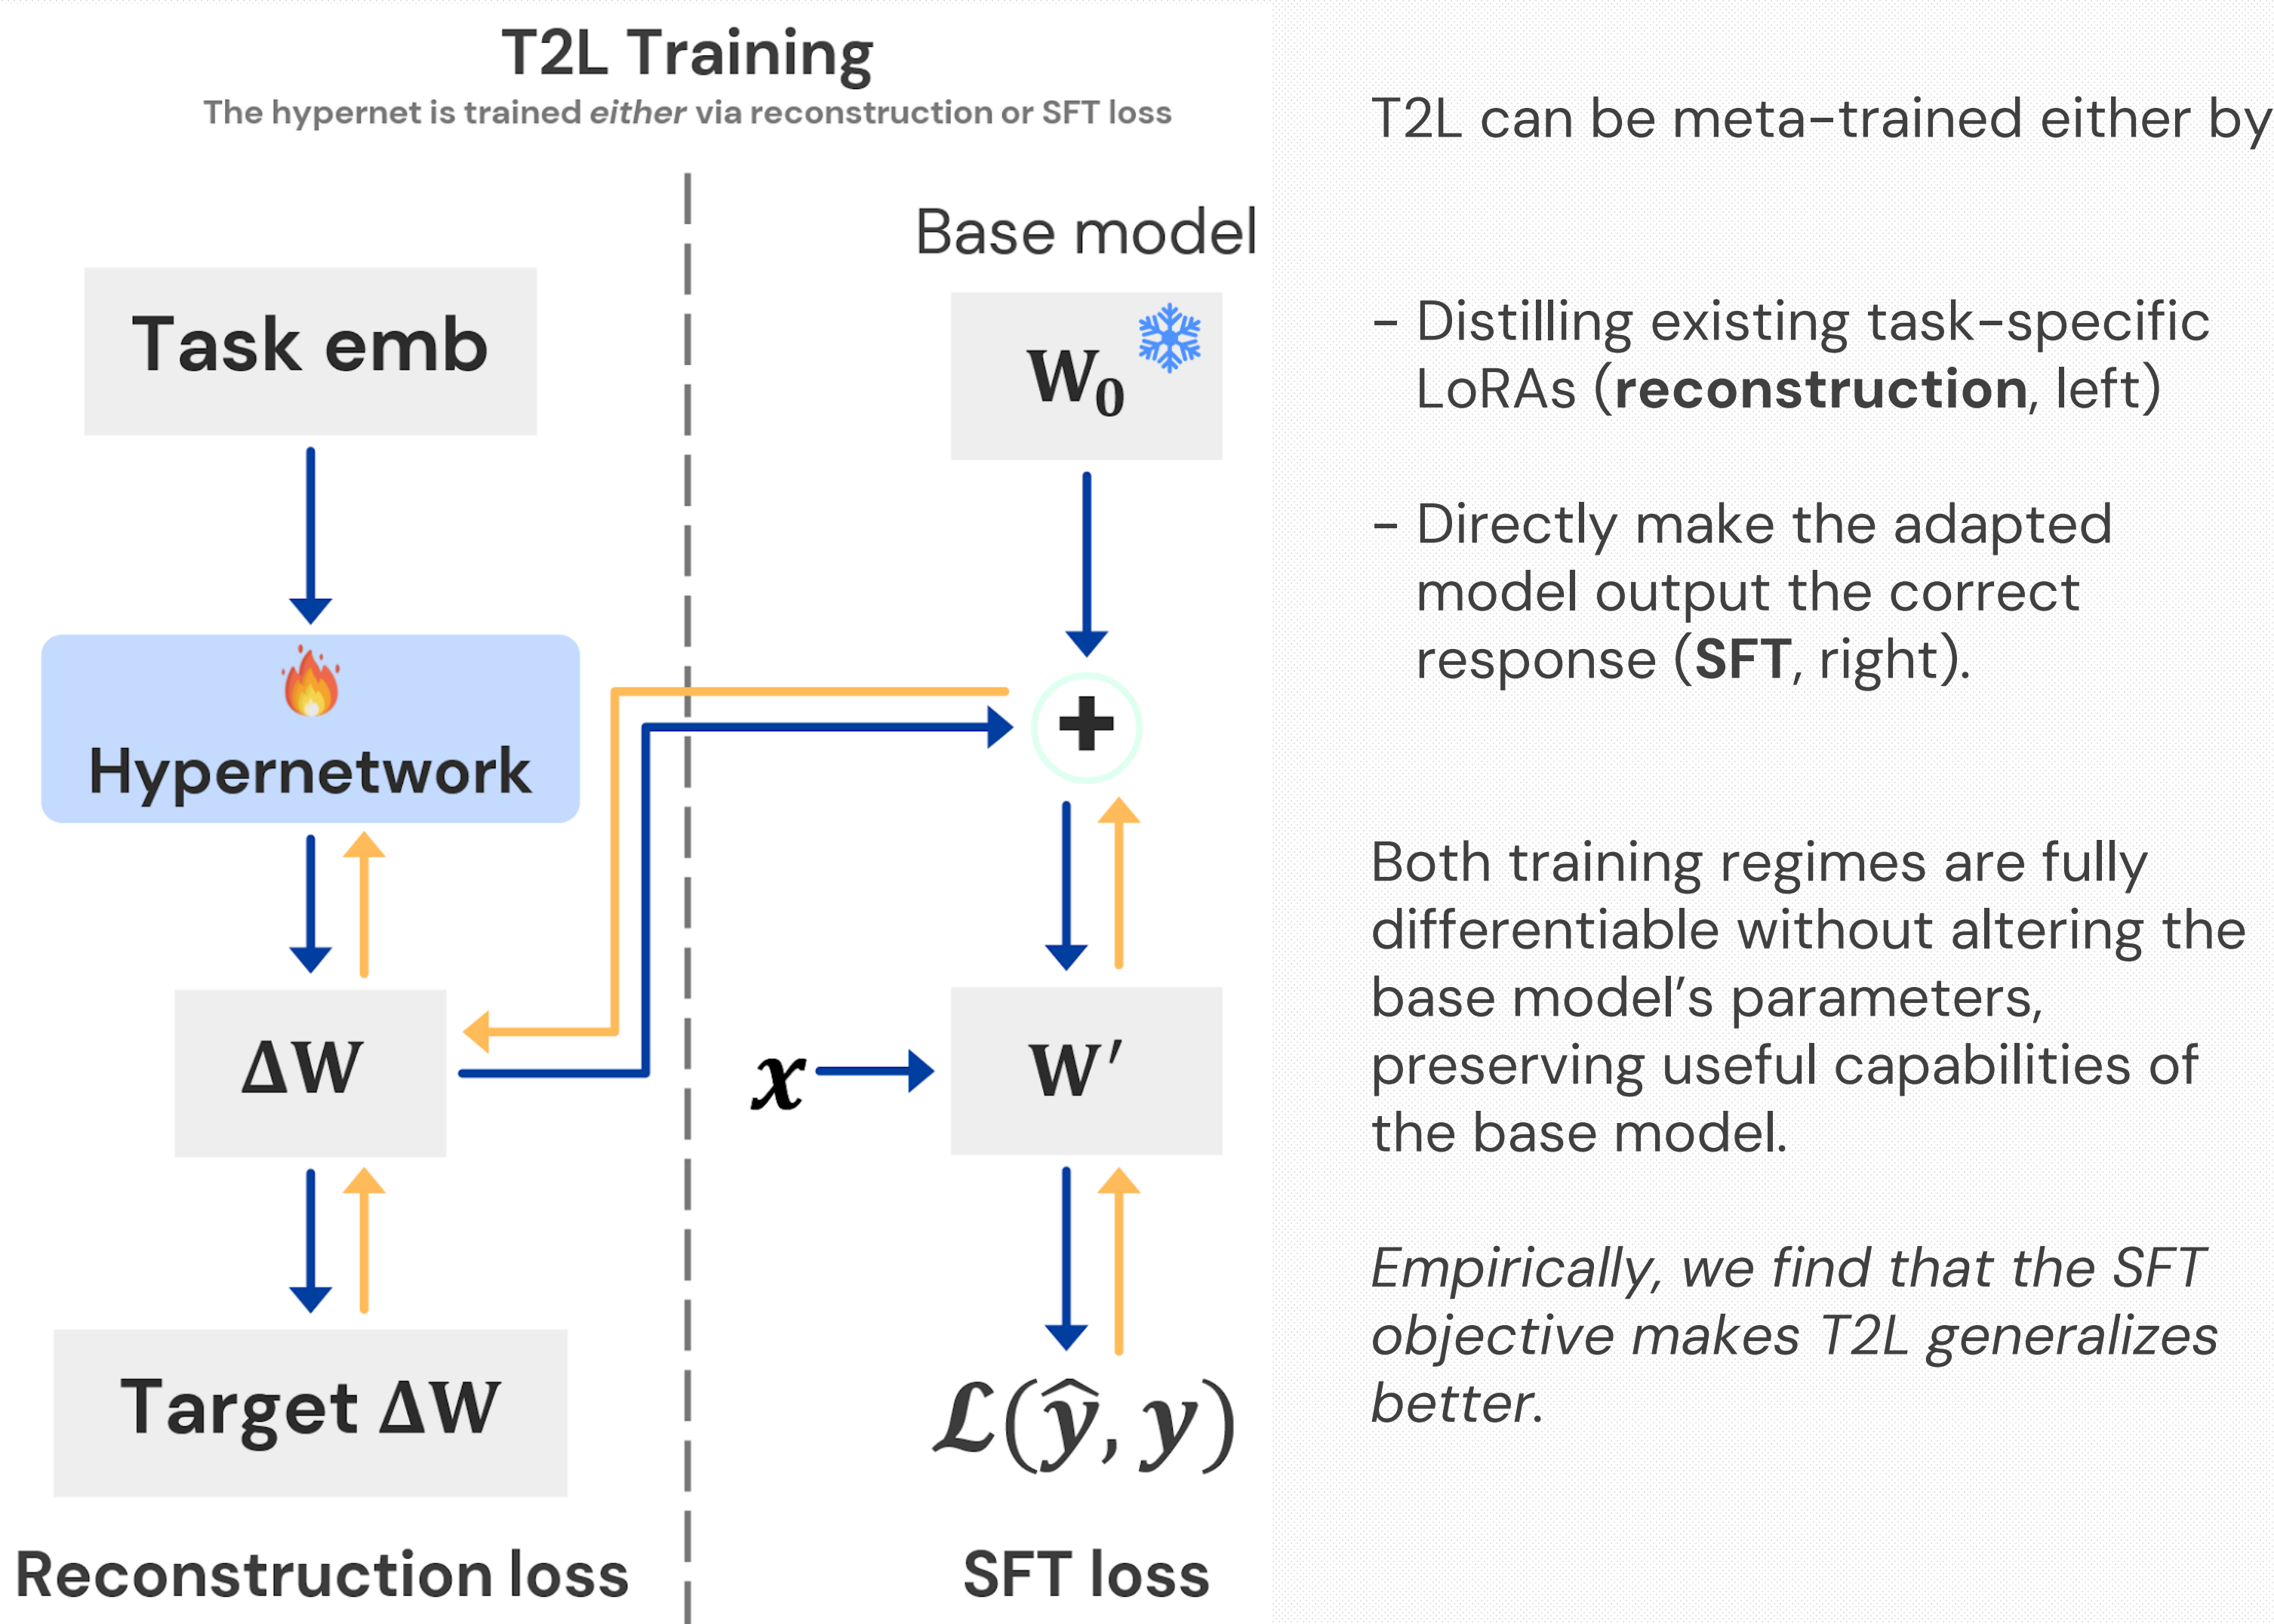 T2L Training
The hypernet is trained either via reconstruction or SFT loss
Base model
Task emb
W₀
Hypernetwork
ΔW
x
W′
Target ΔW
ℒ(ŷ, y)
Reconstruction loss
SFT loss
T2L can be meta-trained either by
- Distilling existing task-specific
LoRAs (reconstruction, left)
- Directly make the adapted
model output the correct
response (SFT, right).
Both training regimes are fully
differentiable without altering the
base model’s parameters,
preserving useful capabilities of
the base model.
Empirically, we find that the SFT
objective makes T2L generalizes
better.